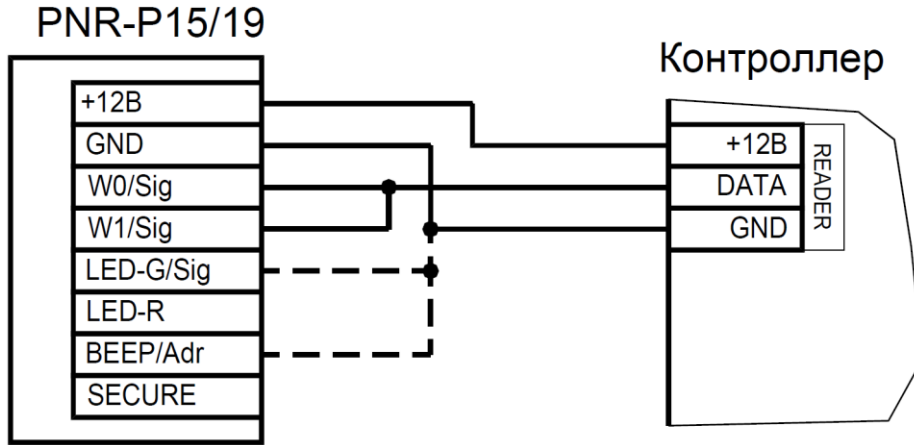 PNR-P15/19
Контроллер
+12В
GND
W0/Sig
W1/Sig
LED-G/Sig
LED-R
BEEP/Adr
SECURE
+12В
DATA
GND
READER